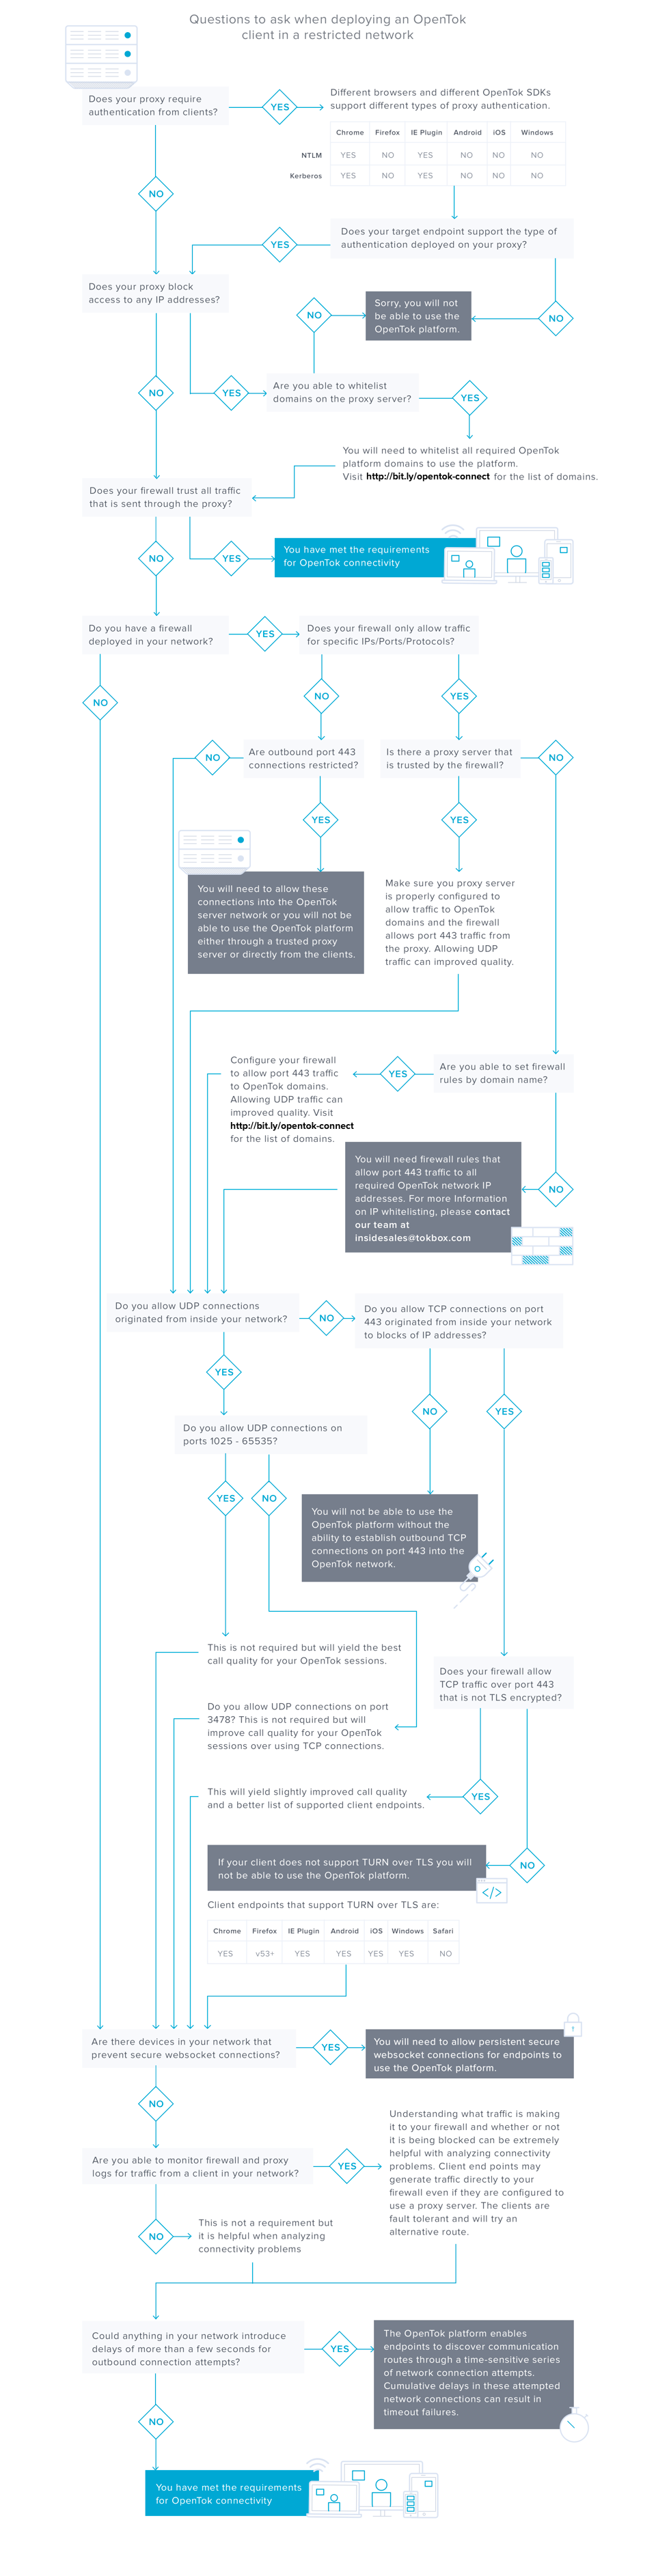 Questions to ask when deploying an OpenTok
client in a restricted network
Does your proxy require
authentication from clients?
YES
Different browsers and different OpenTok SDKs
support different types of proxy authentication.
Chrome Firefox IE Plugin Android iOS Windows
NTLM YES NO YES NO NO NO
Kerberos YES NO YES NO NO NO
NO
Does your target endpoint support the type of
authentication deployed on your proxy?
YES
Does your proxy block
access to any IP addresses?
Sorry, you will not
be able to use the
OpenTok platform.
NO
NO
NO
YES
Are you able to whitelist
domains on the proxy server?
YES
You will need to whitelist all required OpenTok
platform domains to use the platform.
Visit http://bit.ly/opentok-connect for the list of domains.
Does your firewall trust all traffic
that is sent through the proxy?
NO
YES
You have met the requirements
for OpenTok connectivity
Do you have a firewall
deployed in your network?
YES
Does your firewall only allow traffic
for specific IPs/Ports/Protocols?
NO
NO
YES
NO
Are outbound port 443
connections restricted?
Is there a proxy server that
is trusted by the firewall?
NO
YES
YES
You will need to allow these
connections into the OpenTok
server network or you will not be
able to use the OpenTok platform
either through a trusted proxy
server or directly from the clients.
Make sure you proxy server
is properly configured to
allow traffic to OpenTok
domains and the firewall
allows port 443 traffic from
the proxy. Allowing UDP
traffic can improved quality.
Configure your firewall
to allow port 443 traffic
to OpenTok domains.
Allowing UDP traffic can
improved quality. Visit
http://bit.ly/opentok-connect
for the list of domains.
YES
Are you able to set firewall
rules by domain name?
You will need firewall rules that
allow port 443 traffic to all
required OpenTok network IP
addresses. For more Information
on IP whitelisting, please contact
our team at
insidesales@tokbox.com
NO
Do you allow UDP connections
originated from inside your network?
NO
Do you allow TCP connections on port
443 originated from inside your network
to blocks of IP addresses?
YES
NO
YES
Do you allow UDP connections on
ports 1025 - 65535?
YES
NO
You will not be able to use the
OpenTok platform without the
ability to establish outbound TCP
connections on port 443 into the
OpenTok network.
This is not required but will yield the best
call quality for your OpenTok sessions.
Does your firewall allow
TCP traffic over port 443
that is not TLS encrypted?
Do you allow UDP connections on port
3478? This is not required but will
improve call quality for your OpenTok
sessions over using TCP connections.
This will yield slightly improved call quality
and a better list of supported client endpoints.
YES
If your client does not support TURN over TLS you will
not be able to use the OpenTok platform.
NO
</>
Client endpoints that support TURN over TLS are:
Chrome Firefox IE Plugin Android iOS Windows Safari
YES v53+ YES YES YES YES NO
Are there devices in your network that
prevent secure websocket connections?
YES
You will need to allow persistent secure
websocket connections for endpoints to
use the OpenTok platform.
NO
Are you able to monitor firewall and proxy
logs for traffic from a client in your network?
YES
Understanding what traffic is making
it to your firewall and whether or not
it is being blocked can be extremely
helpful with analyzing connectivity
problems. Client end points may
generate traffic directly to your
firewall even if they are configured to
use a proxy server. The clients are
fault tolerant and will try an
alternative route.
NO
This is not a requirement but
it is helpful when analyzing
connectivity problems
Could anything in your network introduce
delays of more than a few seconds for
outbound connection attempts?
YES
The OpenTok platform enables
endpoints to discover communication
routes through a time-sensitive series
of network connection attempts.
Cumulative delays in these attempted
network connections can result in
timeout failures.
NO
You have met the requirements
for OpenTok connectivity